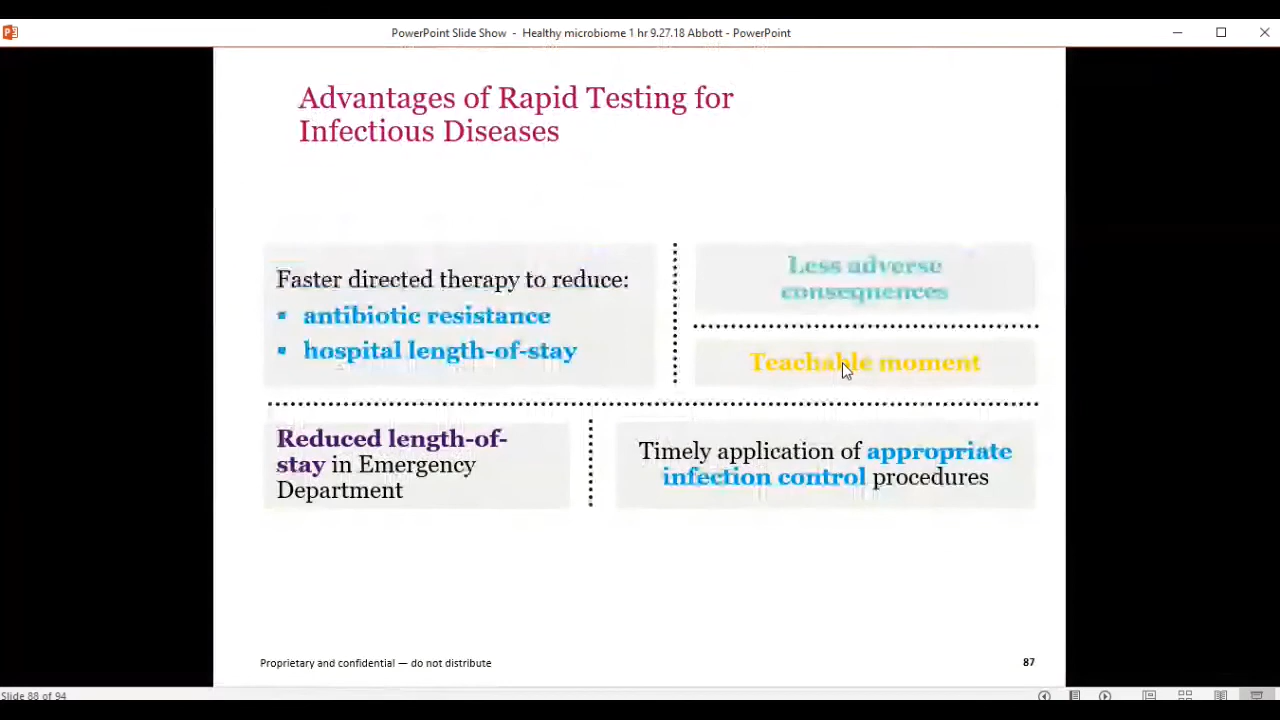 PowerPoint Slide Show - Healthy microbiome 1 hr 9.27.18 Abbott - PowerPoint
Advantages of Rapid Testing for
Infectious Diseases
Faster directed therapy to reduce:
▪ antibiotic resistance
▪ hospital length-of-stay
Less adverse
consequences
Teachable moment
Reduced length-of-
stay in Emergency
Department
Timely application of appropriate
infection control procedures
Proprietary and confidential — do not distribute
87
Slide 88 of 94